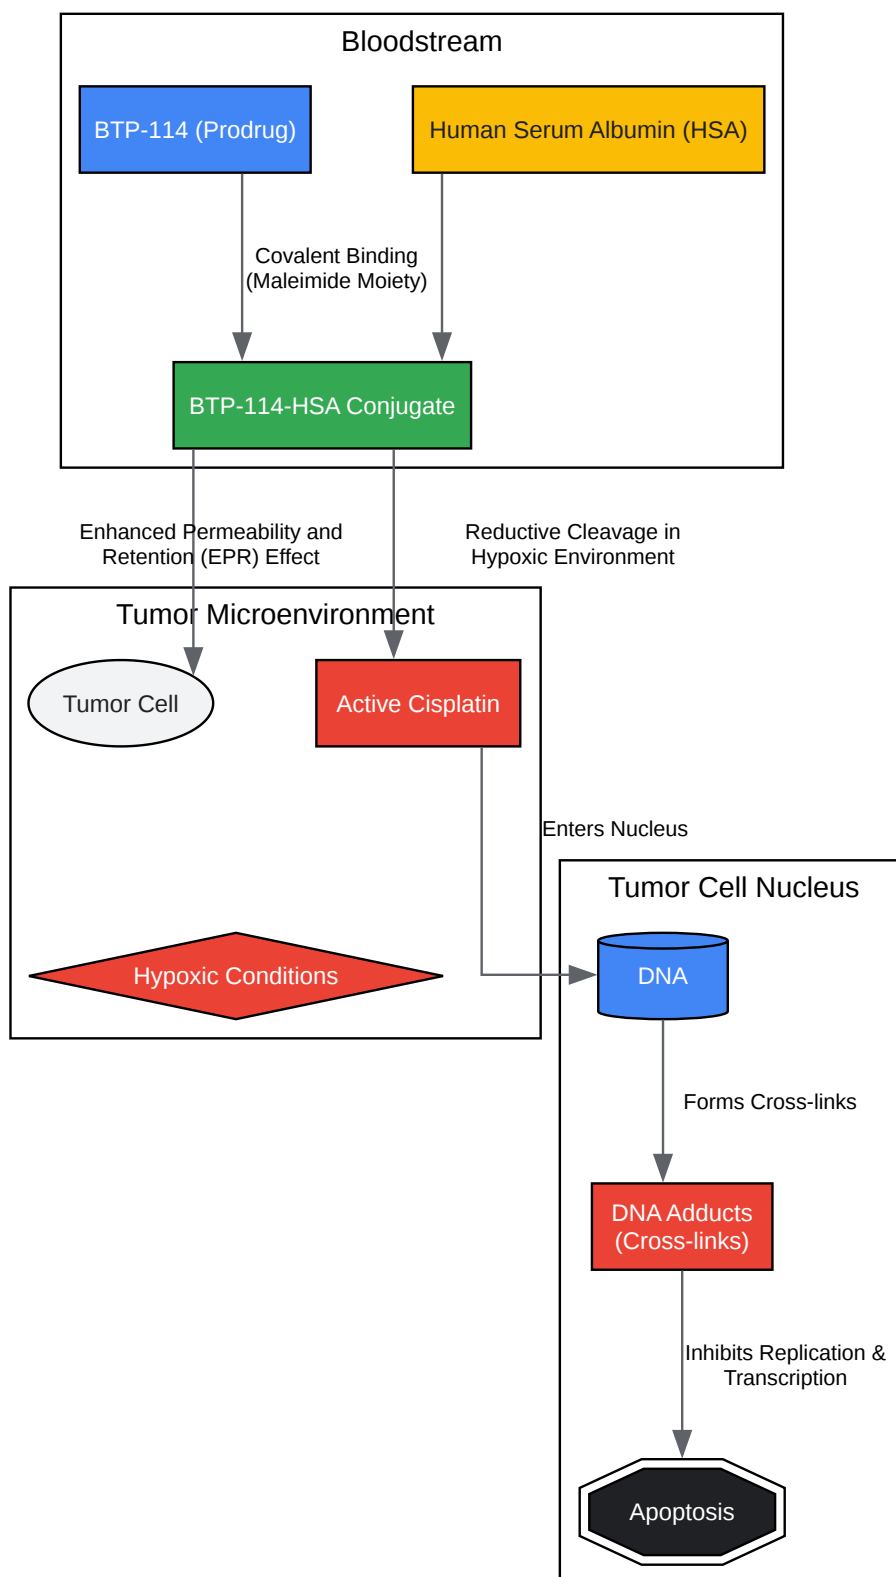 Bloodstream
BTP-114 (Prodrug)
Human Serum Albumin (HSA)
Covalent Binding
(Maleimide Moiety)
BTP-114-HSA Conjugate
Enhanced Permeability and
Retention (EPR) Effect
Reductive Cleavage in
Hypoxic Environment
Tumor Microenvironment
Tumor Cell
Active Cisplatin
Enters Nucleus
Tumor Cell Nucleus
Hypoxic Conditions
DNA
Forms Cross-links
DNA Adducts
(Cross-links)
Inhibits Replication &
Transcription
Apoptosis